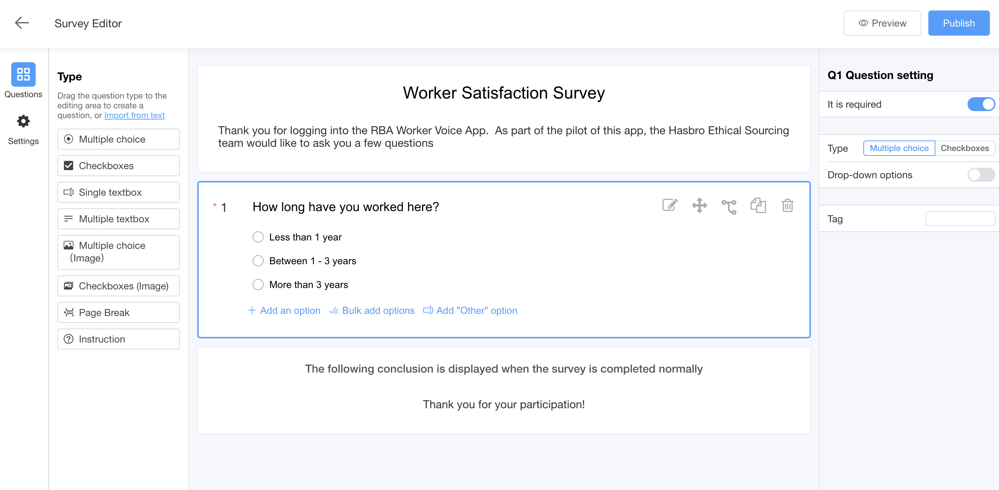 Survey Editor
Preview
Publish
Questions
Settings
Type
Drag the question type to the
editing area to create a
question, or Import from text
Multiple choice
Checkboxes
Single textbox
Multiple textbox
Multiple choice
(Image)
Checkboxes (Image)
Page Break
Instruction
Worker Satisfaction Survey
Thank you for logging into the RBA Worker Voice App.  As part of the pilot of this app, the Hasbro Ethical Sourcing
team would like to ask you a few questions
* 1 How long have you worked here?
Less than 1 year
Between 1 - 3 years
More than 3 years
Add an option Bulk add options Add "Other" option
The following conclusion is displayed when the survey is completed normally
Thank you for your participation!
Q1 Question setting
It is required
Type Multiple choice Checkboxes
Drop-down options
Tag